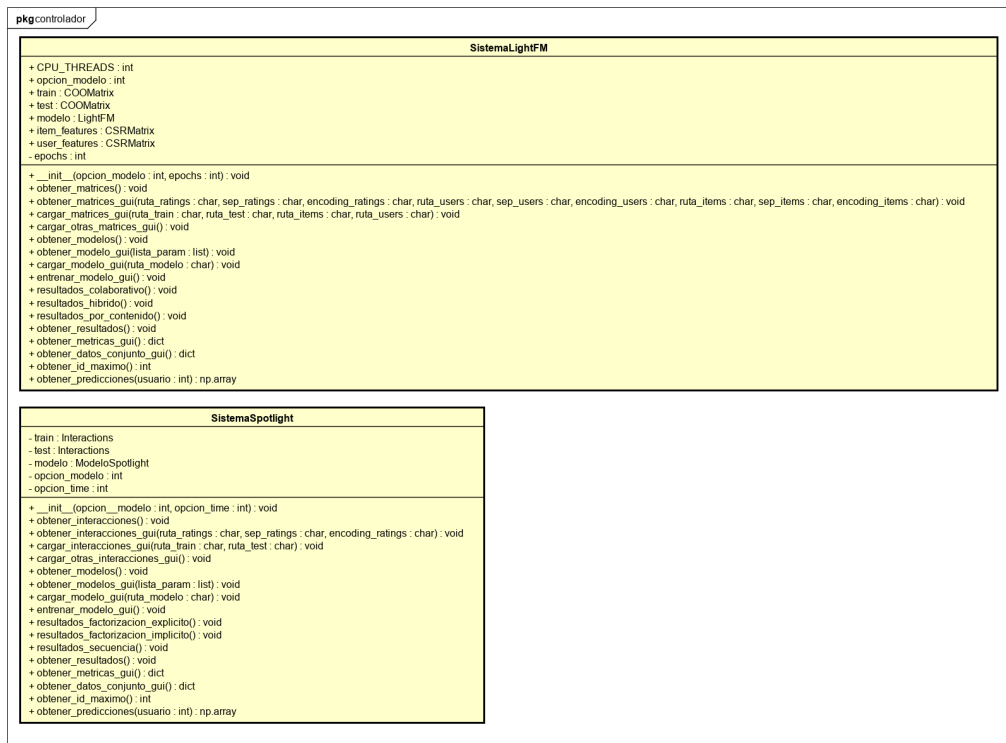 pkg controlador
SistemaLightFM
+ CPU_THREADS : int
+ opcion_modelo : int
+ train : COOMatrix
+ test : COOMatrix
+ modelo : LightFM
+ item_features : CSRMatrix
+ user_features : CSRMatrix
- epochs : int
+ __init__(opcion_modelo : int, epochs : int) : void
+ obtener_matrices() : void
+ obtener_matrices_gui(ruta_ratings : char, sep_ratings : char, encoding_ratings : char, ruta_users : char, sep_users : char, encoding_users : char, ruta_items : char, sep_items : char, encoding_items : char) : void
+ cargar_matrices_gui(ruta_train : char, ruta_test : char, ruta_items : char, ruta_users : char) : void
+ cargar_otras_matrices_gui() : void
+ obtener_modelos() : void
+ obtener_modelo_gui(lista_param : list) : void
+ cargar_modelo_gui(ruta_modelo : char) : void
+ entrenar_modelo_gui() : void
+ resultados_colaborativo() : void
+ resultados_hibrido() : void
+ resultados_por_contenido() : void
+ obtener_resultados() : void
+ obtener_metricas_gui() : dict
+ obtener_datos_conjunto_gui() : dict
+ obtener_id_maximo() : int
+ obtener_predicciones(usuario : int) : np.array
SistemaSpotlight
- train : Interactions
- test : Interactions
- modelo : ModeloSpotlight
- opcion_modelo : int
- opcion_time : int
+ __init__(opcion__modelo : int, opcion_time : int) : void
+ obtener_interacciones() : void
+ obtener_interacciones_gui(ruta_ratings : char, sep_ratings : char, encoding_ratings : char) : void
+ cargar_interacciones_gui(ruta_train : char, ruta_test : char) : void
+ cargar_otras_interacciones_gui() : void
+ obtener_modelos() : void
+ obtener_modelos_gui(lista_param : list) : void
+ cargar_modelo_gui(ruta_modelo : char) : void
+ entrenar_modelo_gui() : void
+ resultados_factorizacion_explicito() : void
+ resultados_factorizacion_implicito() : void
+ resultados_secuencia() : void
+ obtener_resultados() : void
+ obtener_metricas_gui() : dict
+ obtener_datos_conjunto_gui() : dict
+ obtener_id_maximo() : int
+ obtener_predicciones(usuario : int) : np.array